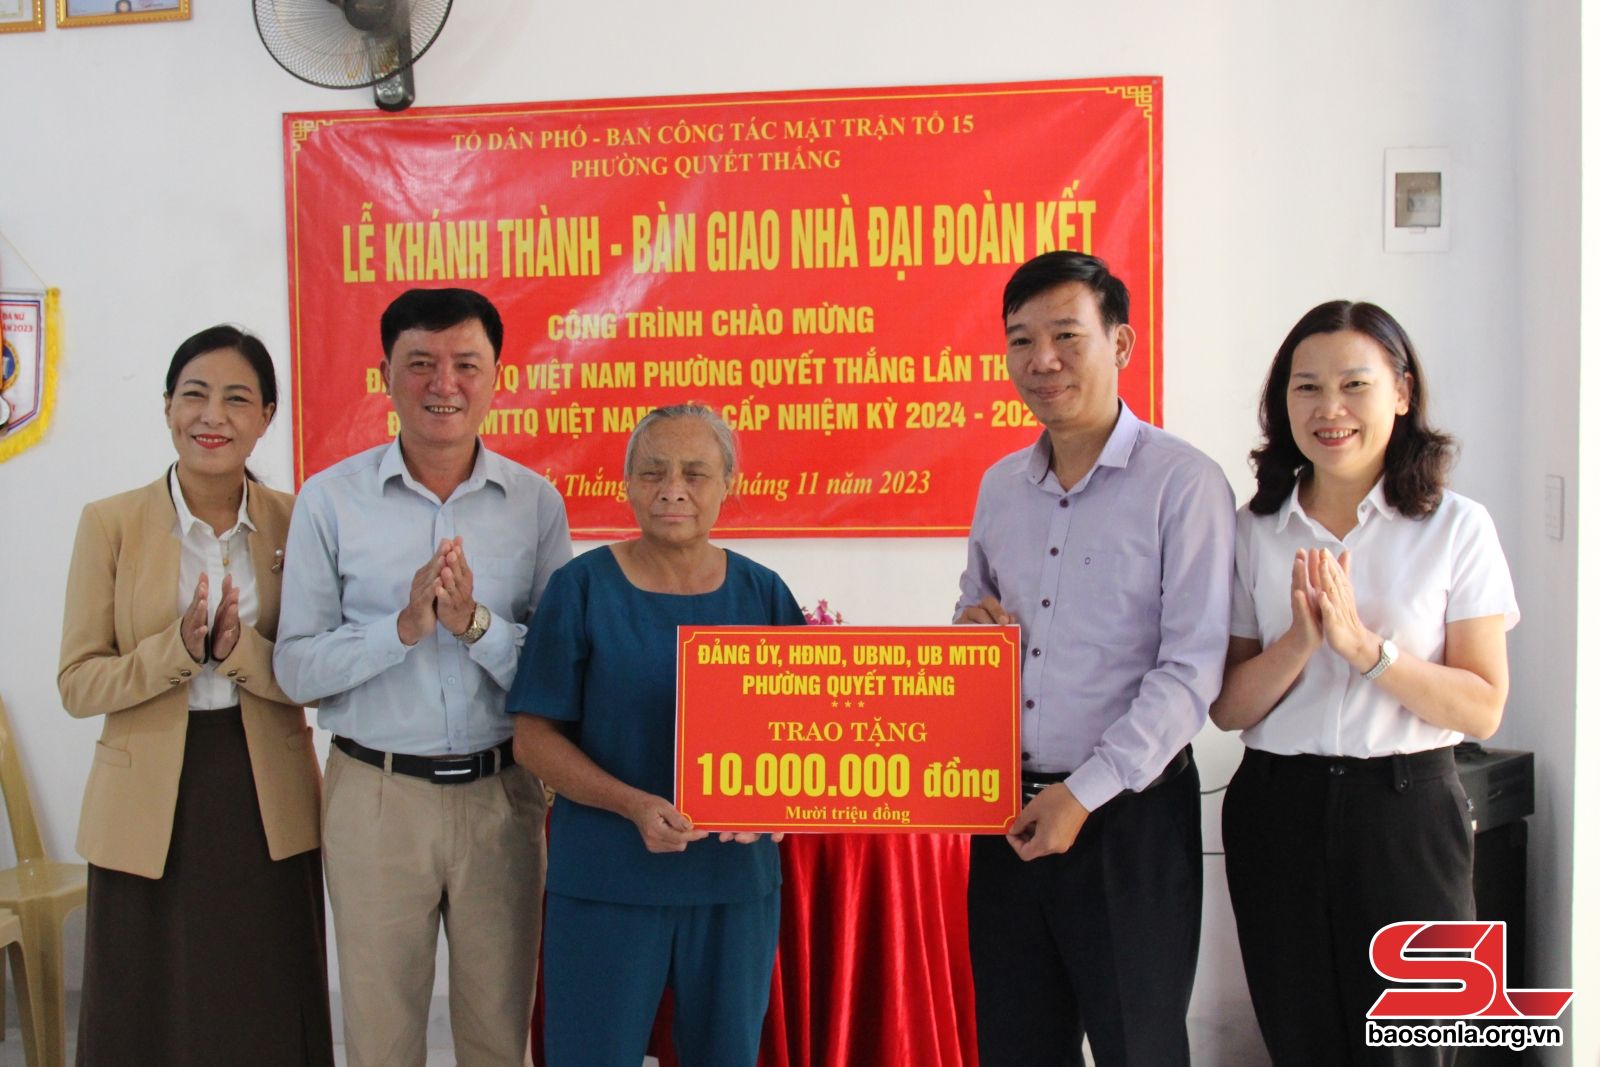 TỔ DÂN PHỐ - BAN CÔNG TÁC MẶT TRẬN TỔ 15
PHƯỜNG QUYẾT THẮNG
LỄ KHÁNH THÀNH - BÀN GIAO NHÀ ĐẠI ĐOÀN KẾT
CÔNG TRÌNH CHÀO MỪNG
VIỆT NAM PHƯỜNG QUYẾT THẮNG LẦN
MTTQ VIỆT NAM CẤP NHIỆM KỲ 2024 -
Thắng tháng 11 năm 2023
ĐẢNG ỦY, HĐND, UBND, UB MTTQ
PHƯỜNG QUYẾT THẮNG
* * *
TRAO TẶNG
10.000.000 đồng
Mười triệu đồng
SL
baosonla.org.vn